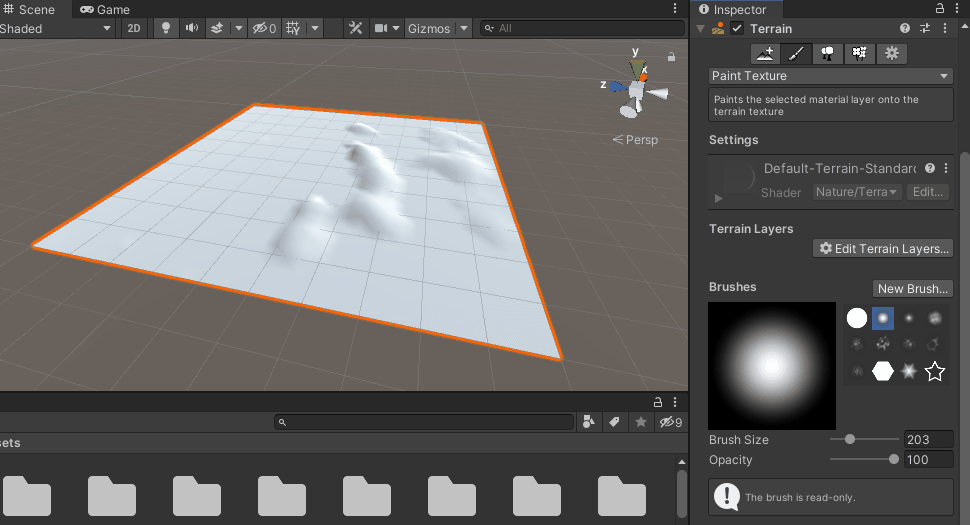 Scene
Game
Inspector
Shaded
2D
0
Gizmos
All
Terrain
Paint Texture
Paints the selected material layer onto the
terrain texture
y
x
z
Persp
Settings
Default-Terrain-Standar
Shader
Nature/Terra
Edit...
Terrain Layers
Edit Terrain Layers...
Brushes
New Brush...
9
sets
Brush Size
203
Opacity
100
The brush is read-only.